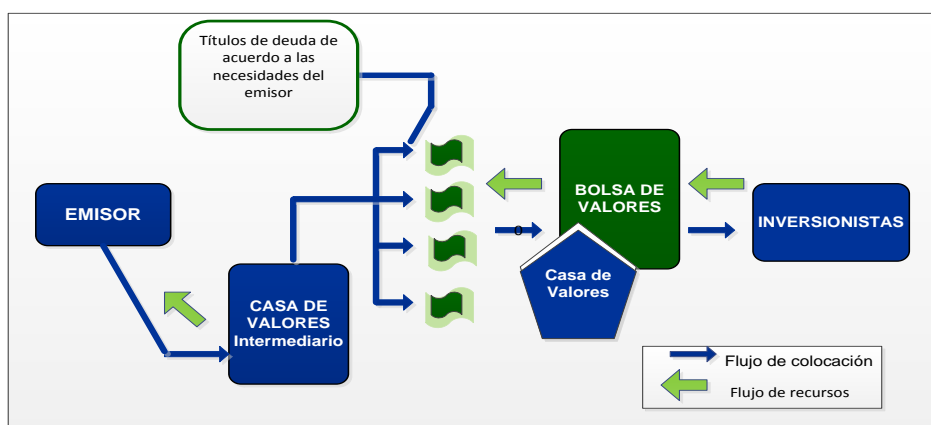 Títulos de deuda de
acuerdo a las
necesidades del
emisor
EMISOR
CASA DE
VALORES
Intermediario
0
BOLSA DE
VALORES
Casa de
Valores
INVERSIONISTAS
Flujo de colocación
Flujo de recursos